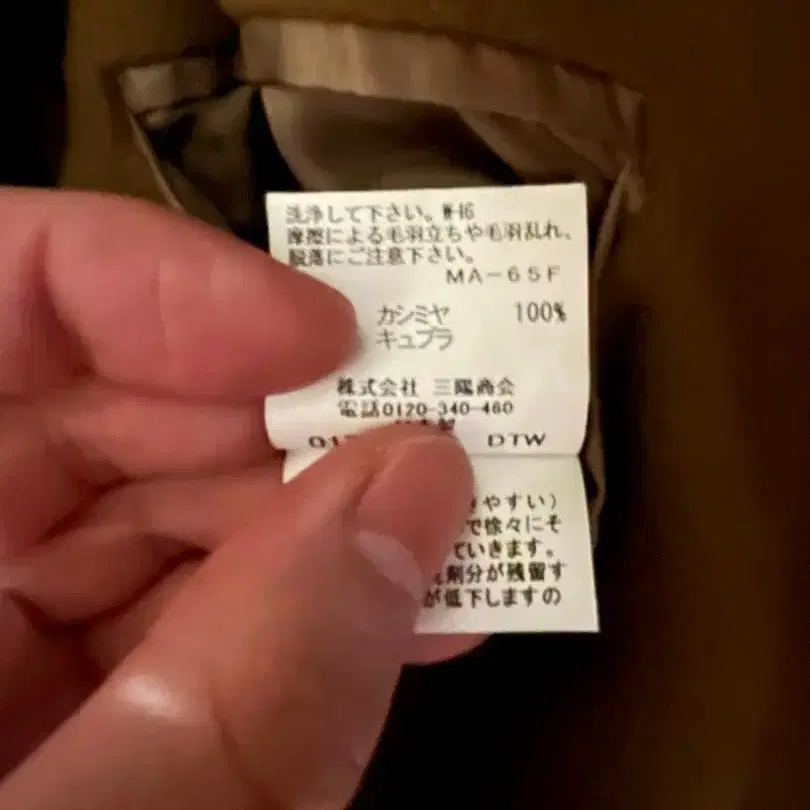 洗浄して下さい。W-16
摩擦による毛羽立ちや毛羽乱れ、
脱落にご注意下さい。
MA-65F
カシミヤ 100%
キュプラ
株式会社 三陽商会
電話0120-340-460
DTW
やすい)
で徐々にそ
ていきます。
剤分が残留す
が低下しますの